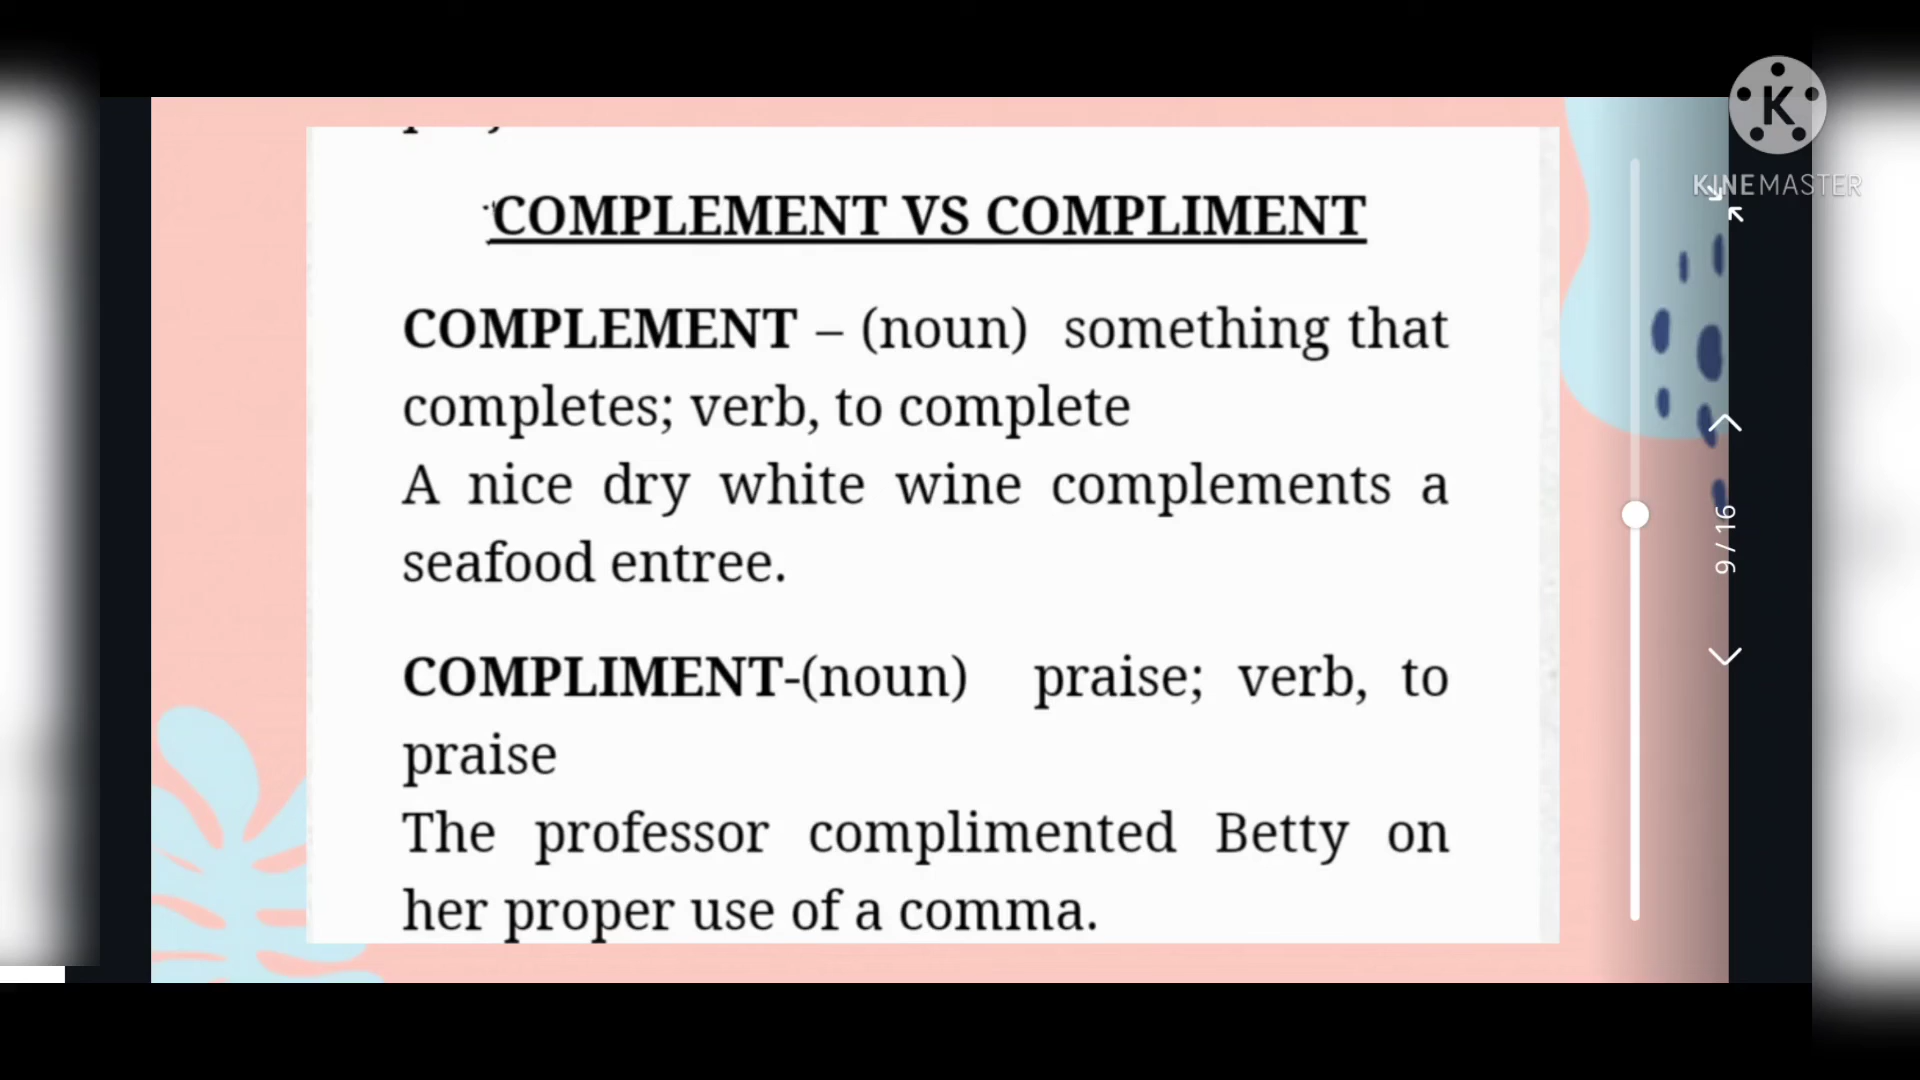 COMPLEMENT VS COMPLIMENT
COMPLEMENT – (noun) something that
completes; verb, to complete
A nice dry white wine complements a
seafood entree.
COMPLIMENT-(noun) praise; verb, to
praise
The professor complimented Betty on
her proper use of a comma.
K
KINEMASTER
9 / 16